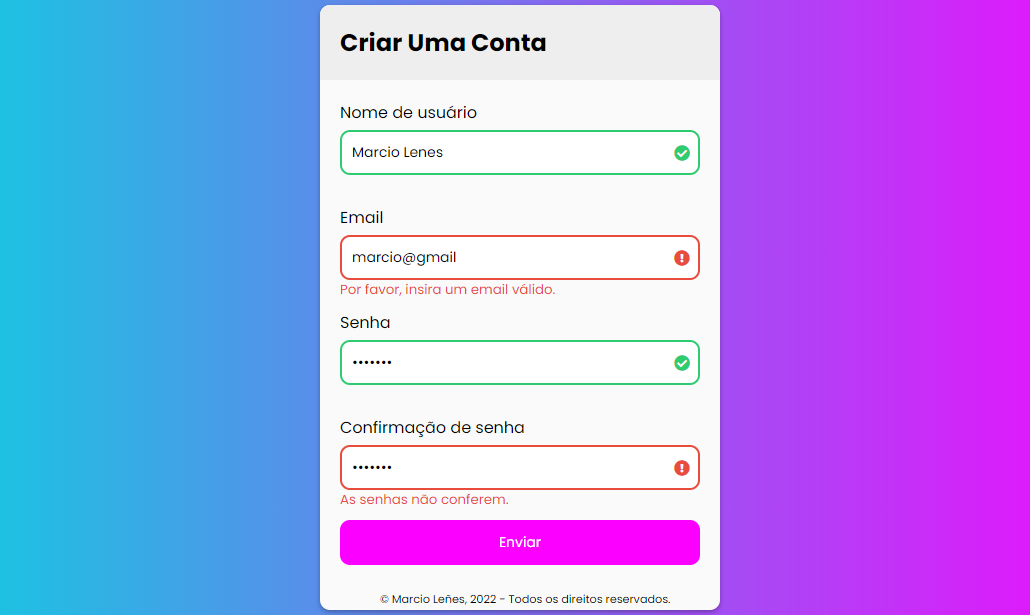 Criar Uma Conta
Nome de usuário
Marcio Lenes
Email
marcio@gmail
Por favor, insira um email válido.
Senha
•••••••
Confirmação de senha
•••••••
As senhas não conferem.
Enviar
© Marcio Leñes, 2022 - Todos os direitos reservados.